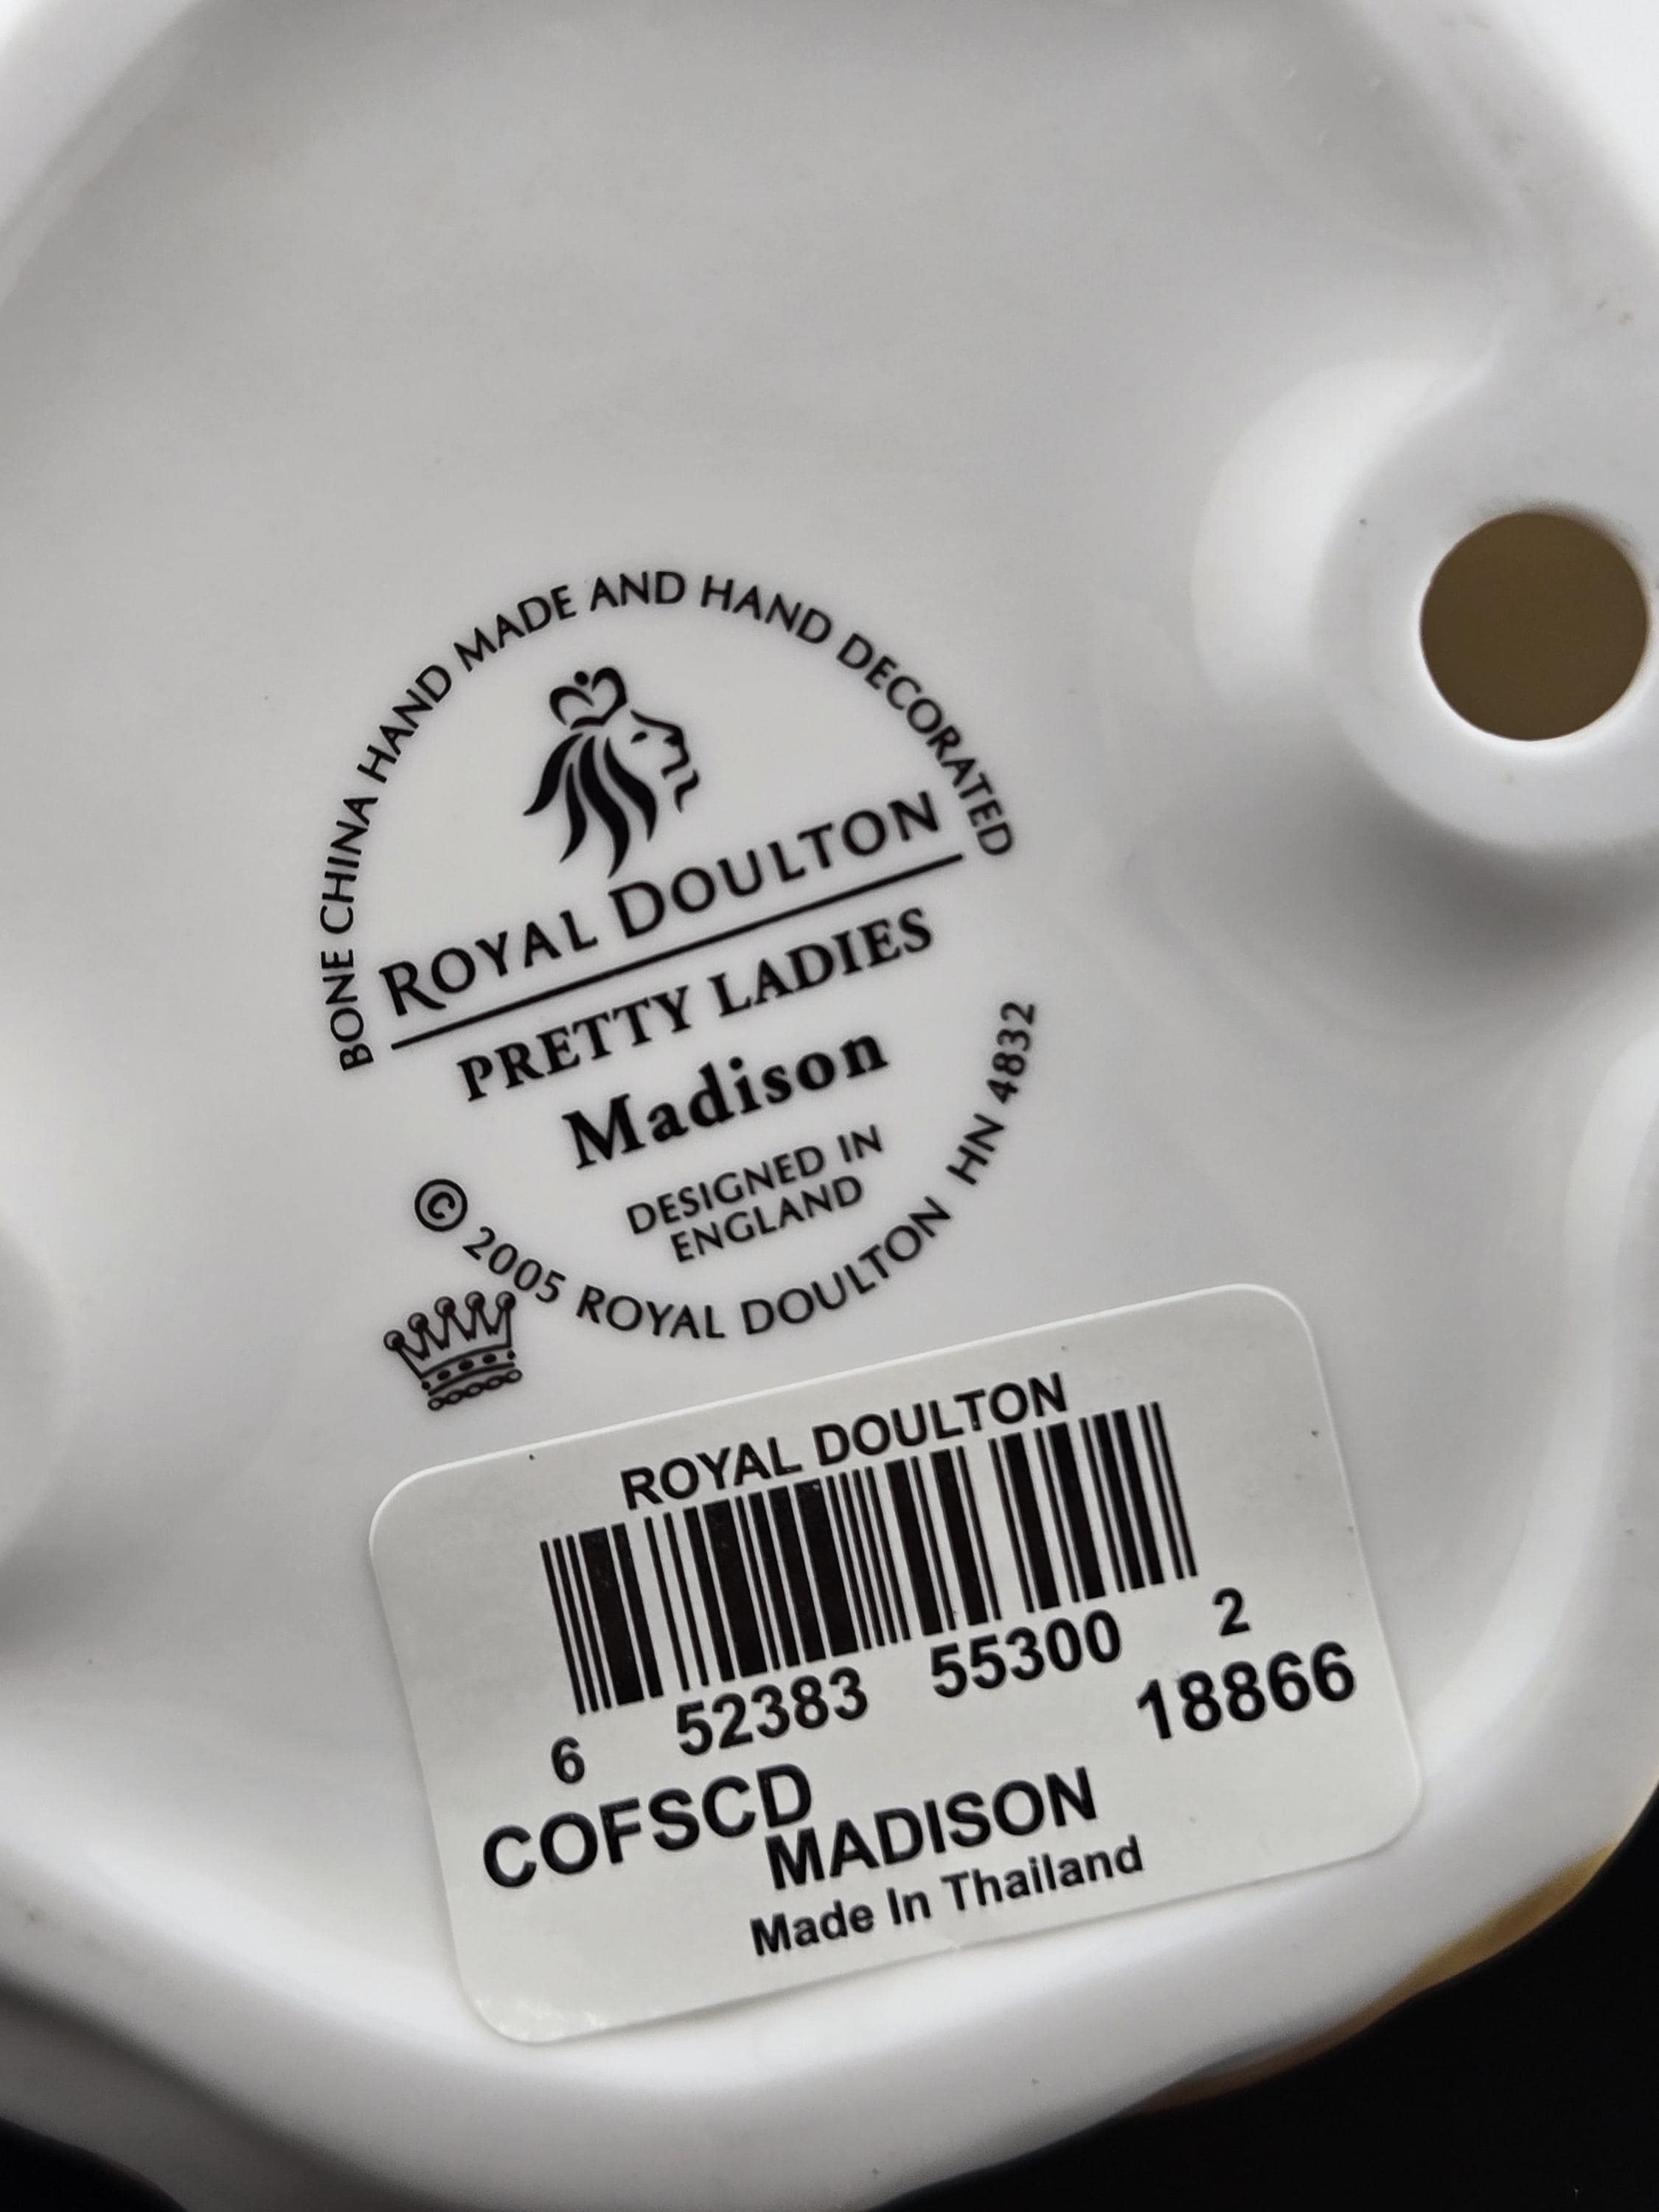 BONE CHINA HAND MADE AND HAND DECORATED
ROYAL DOULTON
PRETTY LADIES
Madison
DESIGNED IN
ENGLAND
© 2005 ROYAL DOULTON HN 4832
ROYAL DOULTON
6 52383 55300 2
18866
COFSCD
MADISON
Made In Thailand